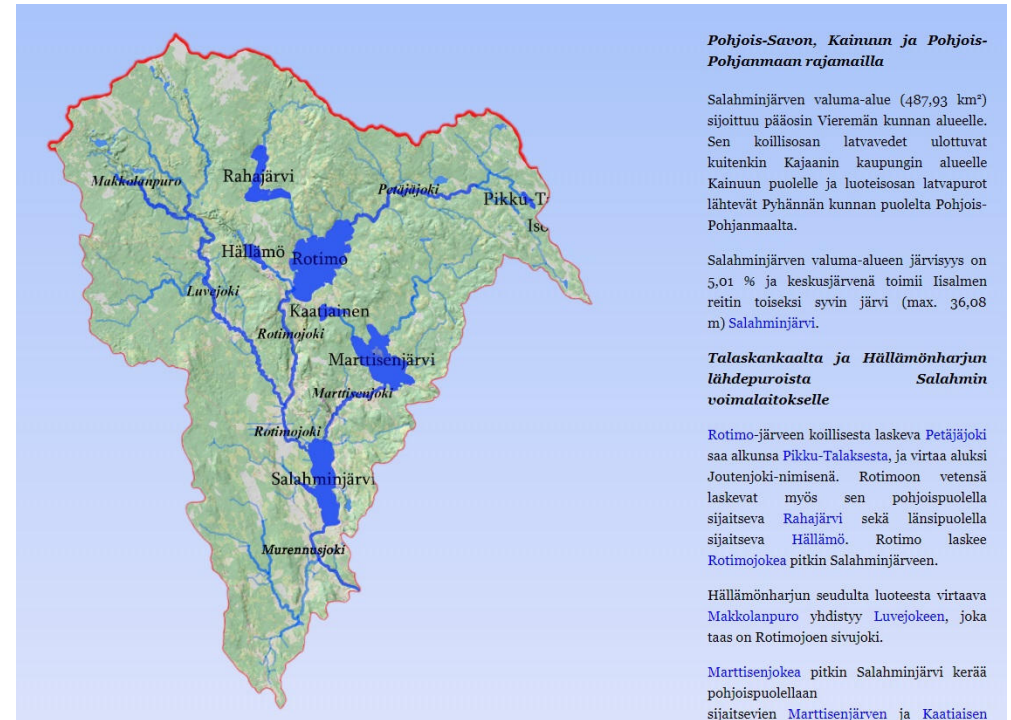 Makkolanpuro
Rahajärvi
Petäjäjoki
Pikku-T
Iso
Hällämö
Rotimo
Luvejoki
Kaatiainen
Rotimojoki
Marttisenjärvi
Marttisenjoki
Rotimojoki
Salahminjärvi
Murennusjoki
Pohjois-Savon, Kainuun ja Pohjois-
Pohjanmaan rajamailla
Salahminjärven valuma-alue (487,93 km²)
sijoittuu pääosin Vieremän kunnan alueelle.
Sen koillisosan latvavedet ulottuvat
kuitenkin Kajaanin kaupungin alueelle
Kainuun puolelle ja luoteisosan latvapurot
lähtevät Pyhännän kunnan puolelta Pohjois-
Pohjanmaalta.
Salahminjärven valuma-alueen järvisyys on
5,01 % ja keskusjärvenä toimii Iisalmen
reitin toiseksi syvin järvi (max. 36,08
m) Salahminjärvi.
Talaskankaalta ja Hällämönharjun
lähdepuroista Salahmin
voimalaitokselle
Rotimo-järveen koillisesta laskeva Petäjäjoki
saa alkunsa Pikku-Talaksesta, ja virtaa aluksi
Joutenjoki-nimisenä. Rotimoon vetensä
laskevat myös sen pohjoispuolella
sijaitseva Rahajärvi sekä länsipuolella
sijaitseva Hällämö. Rotimo laskee
Rotimojokea pitkin Salahminjärveen.
Hällämönharjun seudulta luoteesta virtaava
Makkolanpuro yhdistyy Luvejokeen, joka
taas on Rotimojoen sivujoki.
Marttisenjokea pitkin Salahminjärvi kerää
pohjoispuolellaan
sijaitsevien Marttisenjärven ja Kaatiaisen